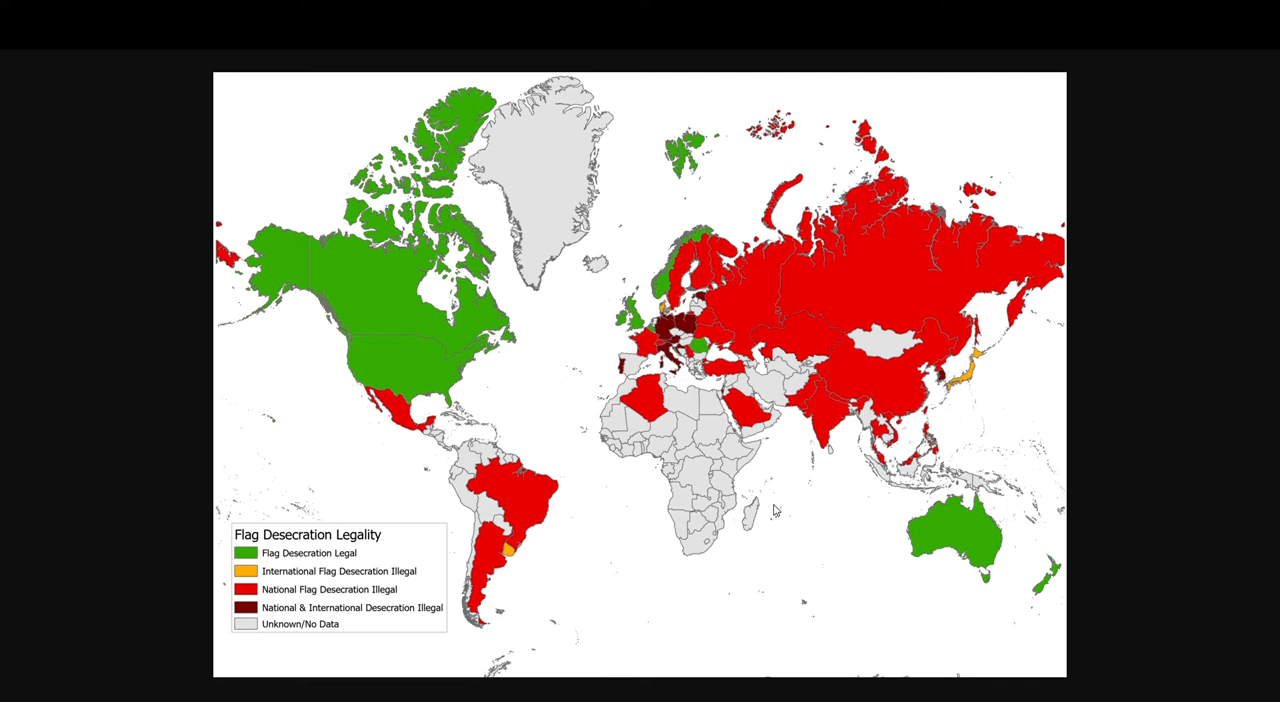 Flag Desecration Legality
Flag Desecration Legal
International Flag Desecration Illegal
National Flag Desecration Illegal
National & International Desecration Illegal
Unknown/No Data